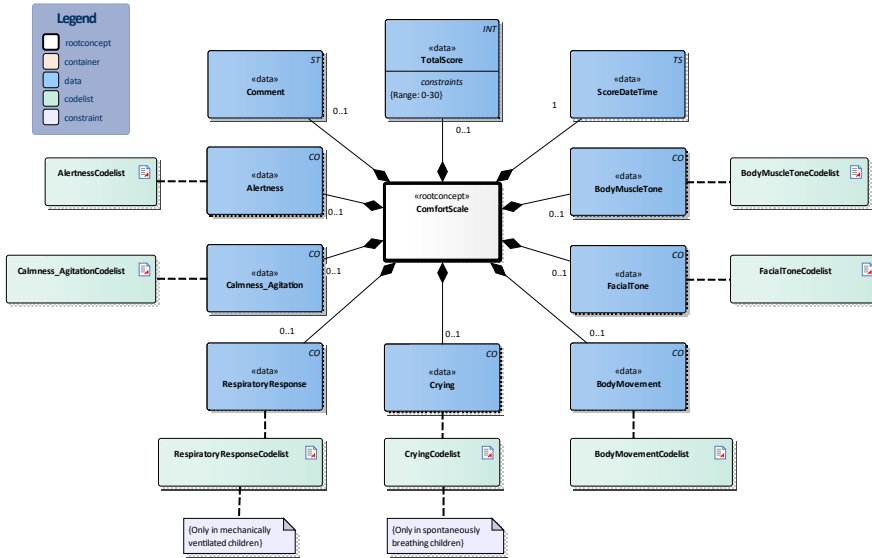 Legend
rootconcept
container
data
codelist
constraint
ST
«data»
Comment
0..1
INT
«data»
TotalScore
constraints
{Range: 0-30}
0..1
TS
«data»
ScoreDateTime
1
AlertnessCodelist
CO
«data»
Alertness
0..1
«rootconcept»
ComfortScale
CO
«data»
BodyMuscleTone
0..1
BodyMuscleToneCodelist
Calmness_AgitationCodelist
CO
«data»
Calmness_Agitation
0..1
CO
«data»
FacialTone
0..1
FacialToneCodelist
0..1
CO
«data»
RespiratoryResponse
0..1
CO
«data»
Crying
0..1
CO
«data»
BodyMovement
RespiratoryResponseCodelist
CryingCodelist
BodyMovementCodelist
{Only in mechanically
ventilated children}
{Only in spontaneously
breathing children}